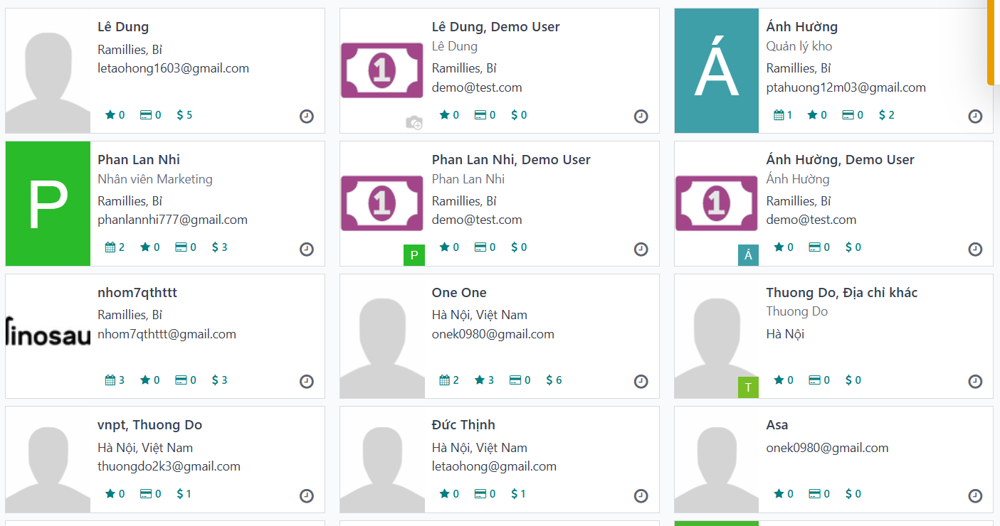 Lê Dung
Ramillies, Bỉ
letaohong1603@gmail.com
0 0 $ 5
1
Lê Dung, Demo User
Lê Dung
Ramillies, Bỉ
demo@test.com
0 0 $ 0
Á
Ánh Hường
Quản lý kho
Ramillies, Bỉ
ptahuong12m03@gmail.com
1 0 0 $ 2
P
Phan Lan Nhi
Nhân viên Marketing
Ramillies, Bỉ
phanlannhi777@gmail.com
2 0 0 $ 3
1
P
Phan Lan Nhi, Demo User
Phan Lan Nhi
Ramillies, Bỉ
demo@test.com
0 0 $ 0
1
Á
Ánh Hường, Demo User
Ánh Hường
Ramillies, Bỉ
demo@test.com
0 0 $ 0
linosau
nhom7qthttt
Ramillies, Bỉ
nhom7qthttt@gmail.com
3 0 0 $ 3
One One
Hà Nội, Việt Nam
onek0980@gmail.com
2 3 0 $ 6
T
Thuong Do, Địa chỉ khác
Thuong Do
Hà Nội
0 0 $ 0
vnpt, Thuong Do
Hà Nội, Việt Nam
thuongdo2k3@gmail.com
0 0 $ 1
Đức Thịnh
Hà Nội, Việt Nam
letaohong@gmail.com
0 0 $ 1
Asa
onek0980@gmail.com
0 0 $ 0